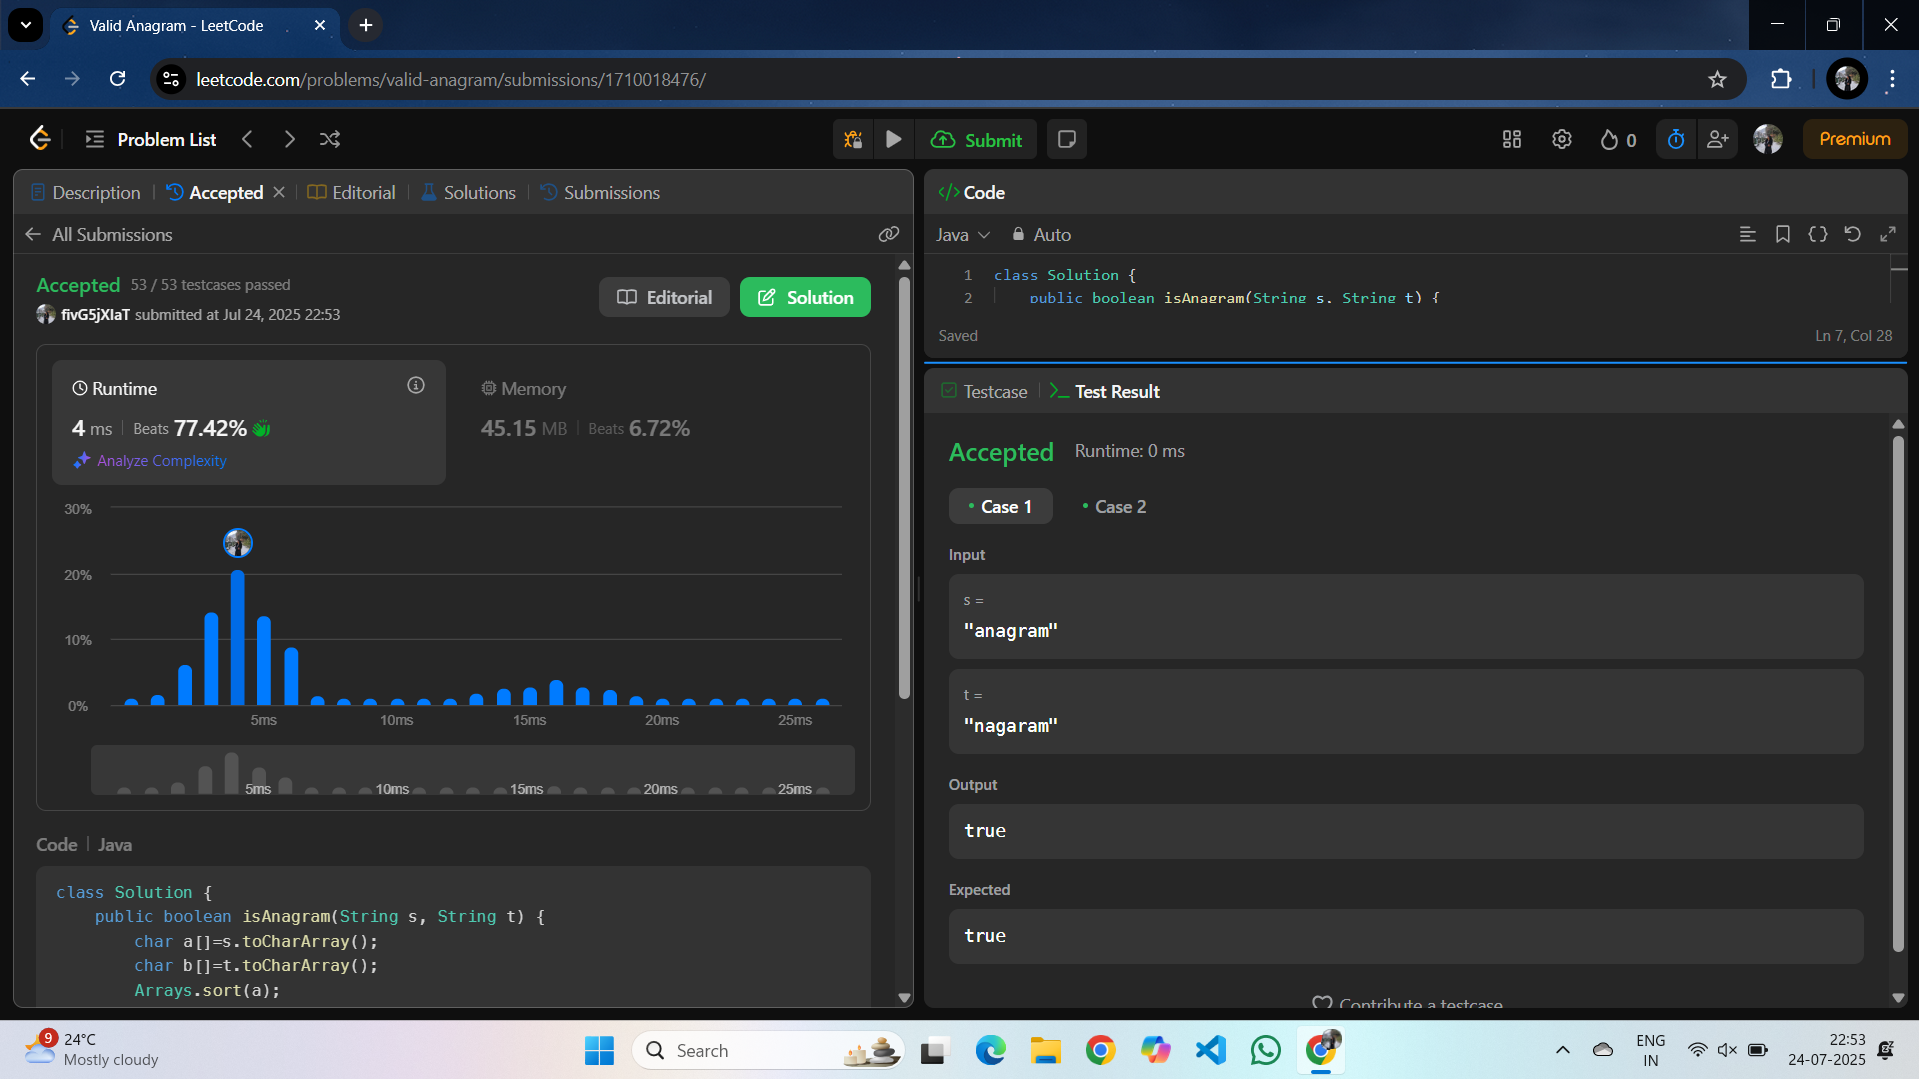 Valid Anagram - LeetCode
leetcode.com/problems/valid-anagram/submissions/1710018476/
Problem List
Submit
0
Premium
Description
Accepted
Editorial
Solutions
Submissions
All Submissions
Accepted 53 / 53 testcases passed
fivG5jXIaT submitted at Jul 24, 2025 22:53
Editorial
Solution
Runtime
4 ms Beats 77.42%
Analyze Complexity
Memory
45.15 MB Beats 6.72%
30%
20%
10%
0%
5ms 10ms 15ms 20ms 25ms
5ms 10ms 15ms 20ms 25ms
Code Java
class Solution {
public boolean isAnagram(String s, String t) {
char a[]=s.toCharArray();
char b[]=t.toCharArray();
Arrays.sort(a);
</> Code
Java Auto
1 class Solution {
2 public boolean isAnagram(String s, String t) {
Saved Ln 7, Col 28
Testcase
Test Result
Accepted Runtime: 0 ms
Case 1 Case 2
Input
s =
"anagram"
t =
"nagaram"
Output
true
Expected
true
Contribute a testcase
9
24°C
Mostly cloudy
Search
ENG
IN
22:53
24-07-2025